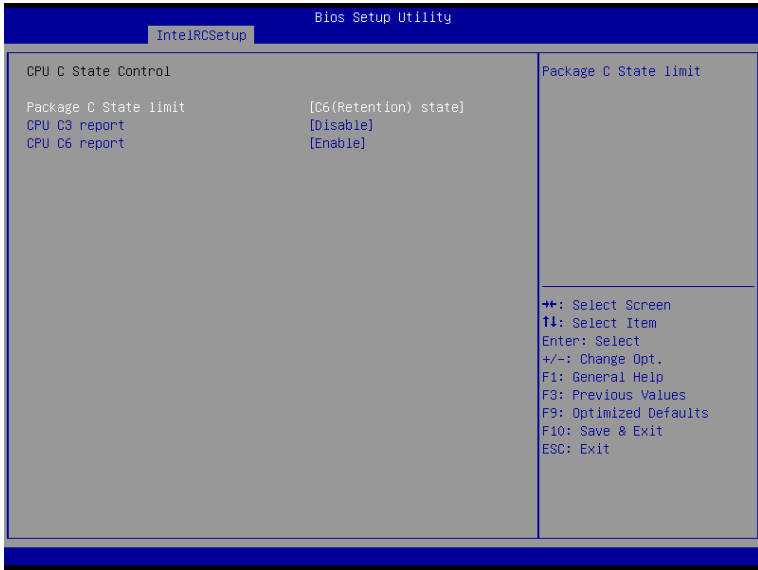 Bios Setup Utility
IntelRCSetup
CPU C State Control
Package C State limit [C6(Retention) state]
CPU C3 report [Disable]
CPU C6 report [Enable]
Package C State limit
→←: Select Screen
↑↓: Select Item
Enter: Select
+/-: Change Opt.
F1: General Help
F3: Previous Values
F9: Optimized Defaults
F10: Save & Exit
ESC: Exit